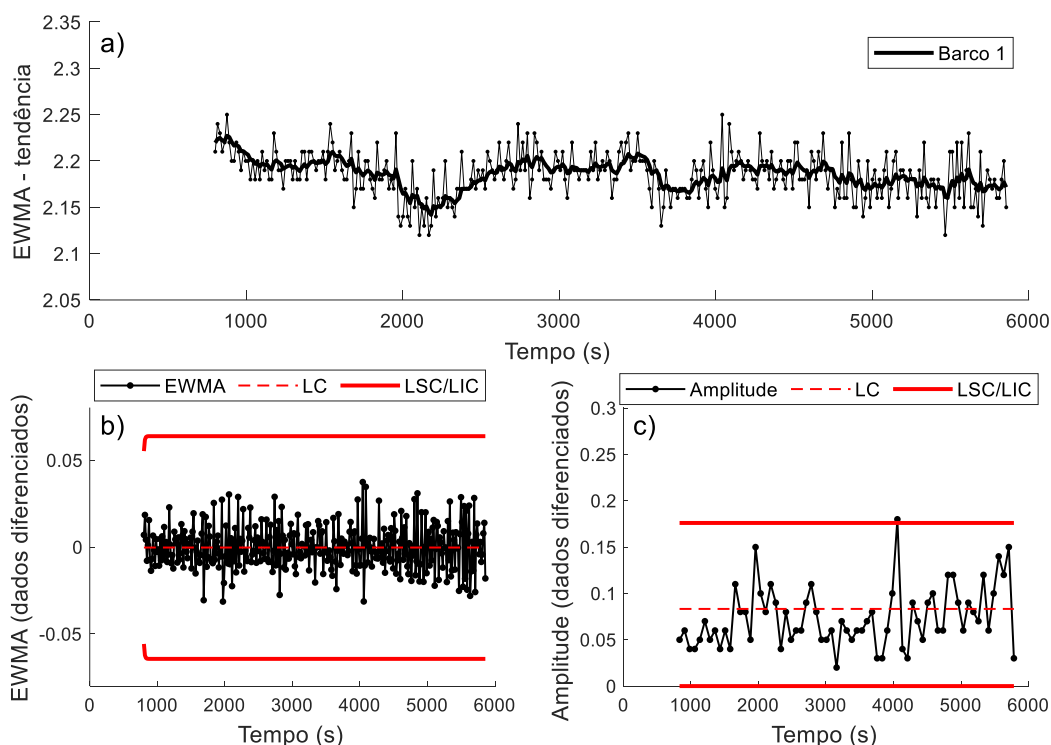 a)
Barco 1
EWMA - tendência
2.35
2.3
2.25
2.2
2.15
2.1
2.05
0 1000 2000 3000 4000 5000 6000
Tempo (s)
EWMA LC LSC/LIC
b)
EWMA (dados diferenciados)
0.05
0
-0.05
0 1000 2000 3000 4000 5000 6000
Tempo (s)
Amplitude LC LSC/LIC
c)
Amplitude (dados diferenciados)
0.3
0.25
0.2
0.15
0.1
0.05
0
0 1000 2000 3000 4000 5000 6000
Tempo (s)